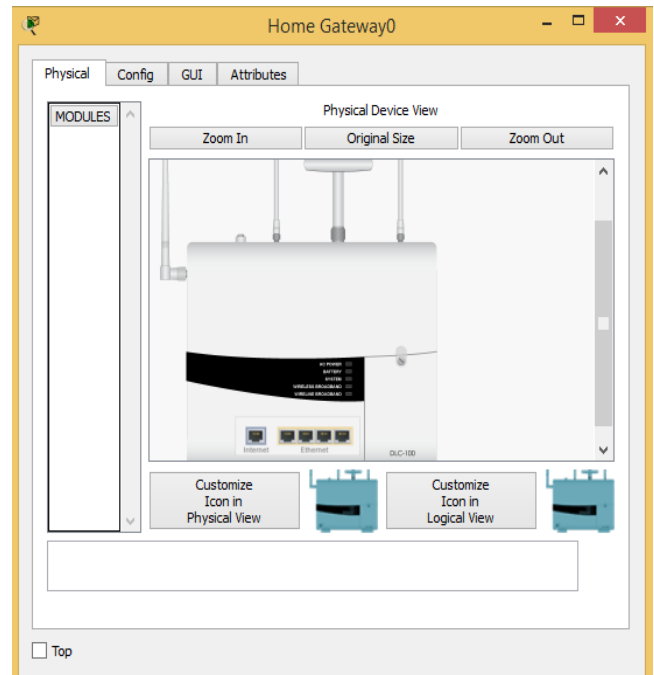 Home Gateway0
Physical Config GUI Attributes
MODULES
Physical Device View
Zoom In Original Size Zoom Out
AC POWER
BATTERY
SYSTEM
WIRELESS BROADBAND
WIRELINE BROADBAND
Internet Ethernet
DLC-100
Customize
Icon in
Physical View
Customize
Icon in
Logical View
Top